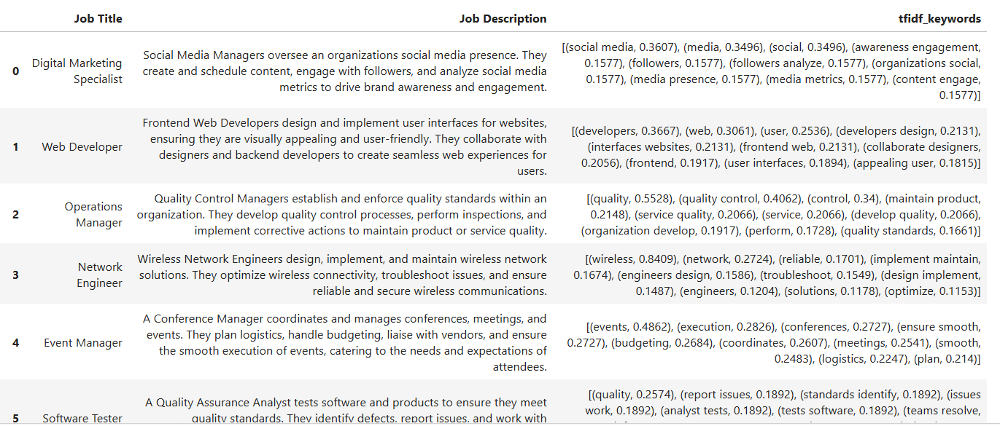 Job Title Job Description tfidf_keywords
0 Digital Marketing Specialist
Social Media Managers oversee an organizations social media presence. They
create and schedule content, engage with followers, and analyze social media
metrics to drive brand awareness and engagement.
[(social media, 0.3607), (media, 0.3496), (social, 0.3496), (awareness engagement,
0.1577), (followers, 0.1577), (followers analyze, 0.1577), (organizations social,
0.1577), (media presence, 0.1577), (media metrics, 0.1577), (content engage,
0.1577)]
1 Web Developer
Frontend Web Developers design and implement user interfaces for websites,
ensuring they are visually appealing and user-friendly. They collaborate with
designers and backend developers to create seamless web experiences for
users.
[(developers, 0.3667), (web, 0.3061), (user, 0.2536), (developers design, 0.2131),
(interfaces websites, 0.2131), (frontend web, 0.2131), (collaborate designers,
0.2056), (frontend, 0.1917), (user interfaces, 0.1894), (appealing user, 0.1815)]
2 Operations Manager
Quality Control Managers establish and enforce quality standards within an
organization. They develop quality control processes, perform inspections, and
implement corrective actions to maintain product or service quality.
[(quality, 0.5528), (quality control, 0.4062), (control, 0.34), (maintain product,
0.2148), (service quality, 0.2066), (service, 0.2066), (develop quality, 0.2066),
(organization develop, 0.1917), (perform, 0.1728), (quality standards, 0.1661)]
3 Network Engineer
Wireless Network Engineers design, implement, and maintain wireless network
solutions. They optimize wireless connectivity, troubleshoot issues, and ensure
reliable and secure wireless communications.
[(wireless, 0.8409), (network, 0.2724), (reliable, 0.1701), (implement maintain,
0.1674), (engineers design, 0.1586), (troubleshoot, 0.1549), (design implement,
0.1487), (engineers, 0.1204), (solutions, 0.1178), (optimize, 0.1153)]
4 Event Manager
A Conference Manager coordinates and manages conferences, meetings, and
events. They plan logistics, handle budgeting, liaise with vendors, and ensure
the smooth execution of events, catering to the needs and expectations of
attendees.
[(events, 0.4862), (execution, 0.2826), (conferences, 0.2727), (ensure smooth,
0.2727), (budgeting, 0.2684), (coordinates, 0.2607), (meetings, 0.2541), (smooth,
0.2483), (logistics, 0.2247), (plan, 0.214)]
5 Software Tester
A Quality Assurance Analyst tests software and products to ensure they meet
quality standards. They identify defects, report issues, and work with
[(quality, 0.2574), (report issues, 0.1892), (standards identify, 0.1892), (issues
work, 0.1892), (analyst tests, 0.1892), (tests software, 0.1892), (teams resolve,